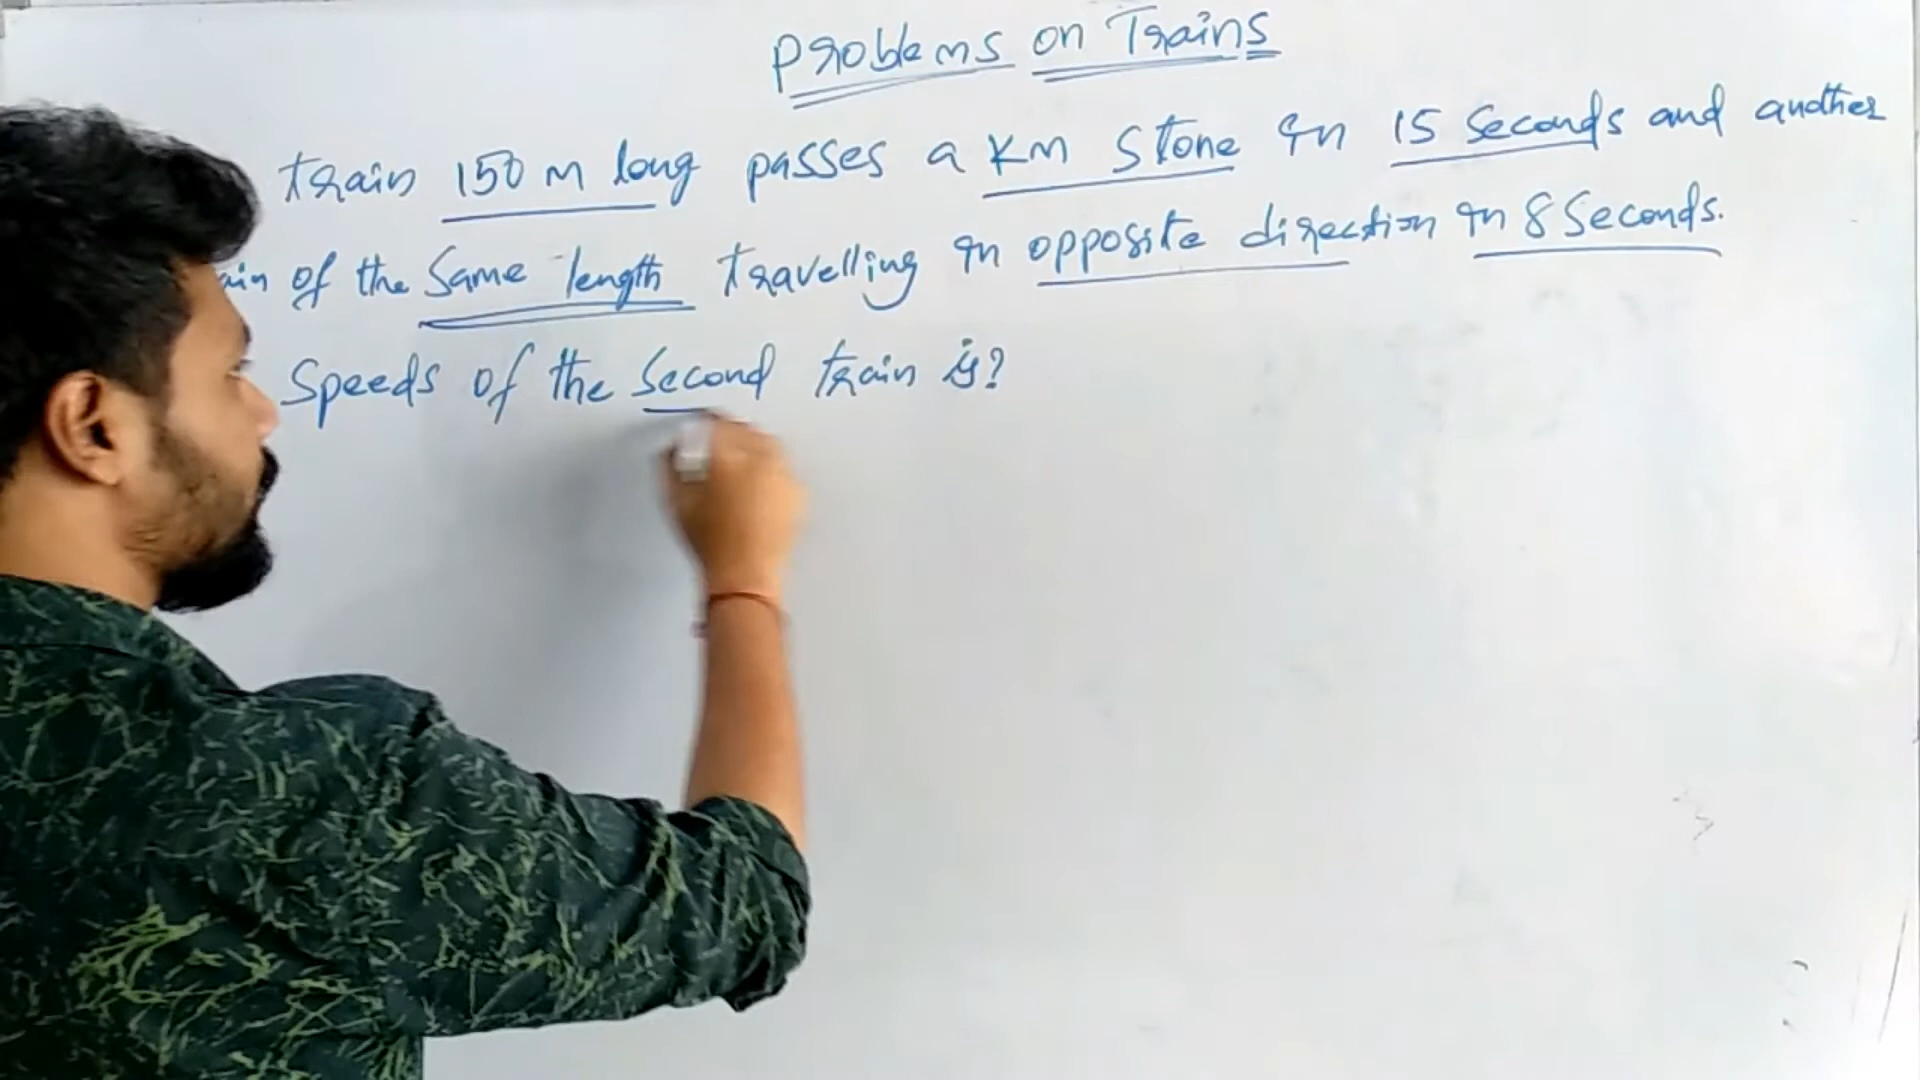 Problems on Trains
train 150 m long passes a KM Stone in 15 Seconds and another
ain of the Same length travelling in opposite direction in 8 Seconds.
Speeds of the Second train is?